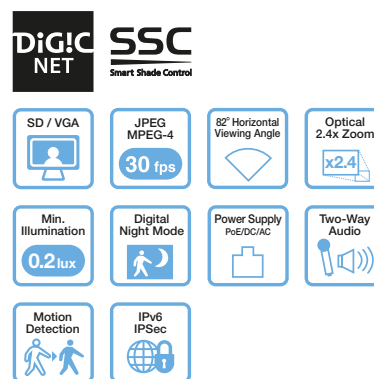 DiG!C SSC
NET Smart Shade Control
SD / VGA
JPEG
MPEG-4
30 fps
82° Horizontal
Viewing Angle
Optical
2.4x Zoom
x2.4
Min.
Illumination
0.2 lux
Digital
Night Mode
Power Supply
PoE/DC/AC
Two-Way
Audio
Motion
Detection
IPv6
IPSec